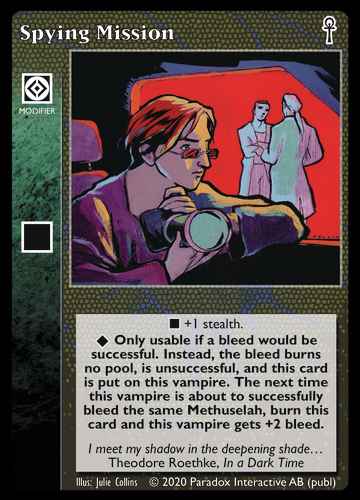 Spying Mission
MODIFIER
■ +1 stealth.
◆ Only usable if a bleed would be
successful. Instead, the bleed burns
no pool, is unsuccessful, and this card
is put on this vampire. The next time
this vampire is about to successfully
bleed the same Methuselah, burn this
card and this vampire gets +2 bleed.
I meet my shadow in the deepening shade…
Theodore Roethke, In a Dark Time
Illus: Julie Collins © 2020 Paradox Interactive AB (publ)